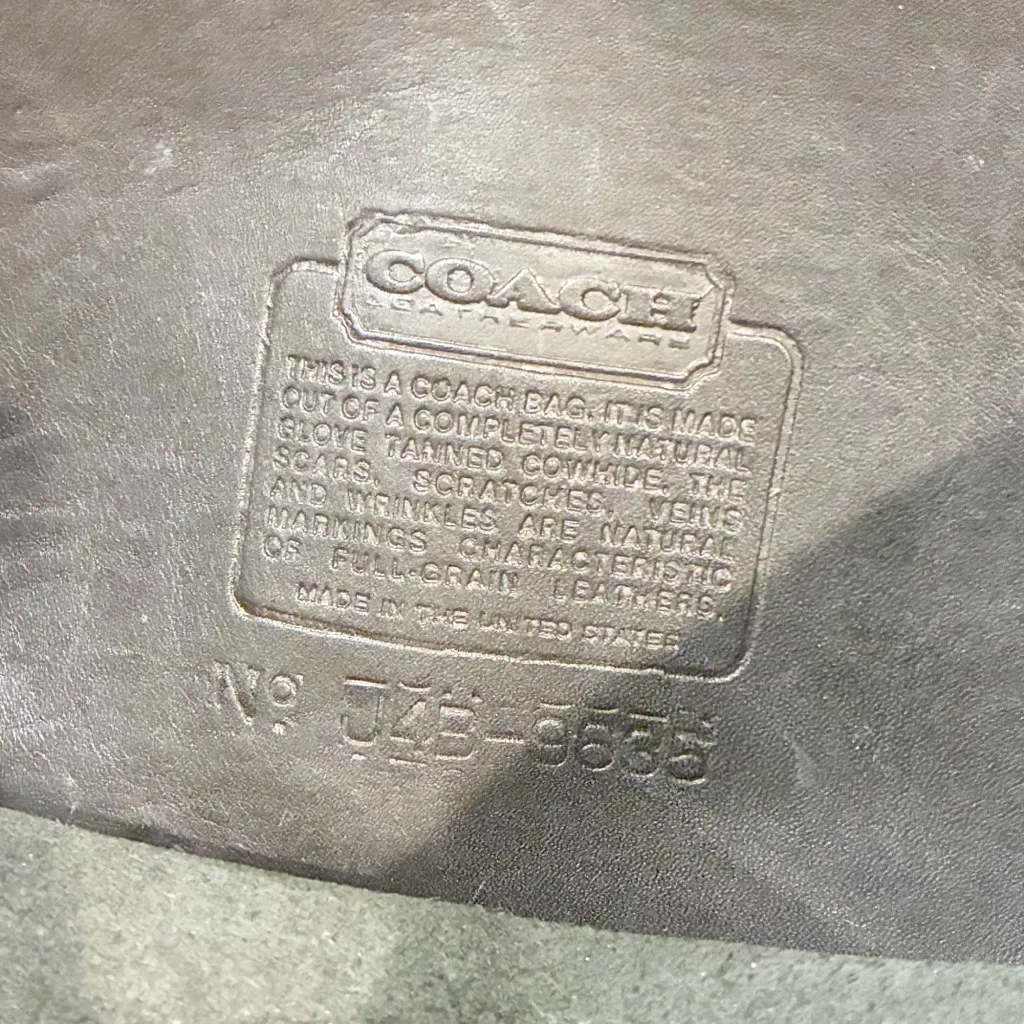 COACH
LEATHERWARE
THIS IS A COACH BAG. IT IS MADE
OUT OF A COMPLETELY NATURAL
GLOVE TANNED COWHIDE. THE
SCARS, SCRATCHES, VEINS
AND WRINKLES ARE NATURAL
MARKINGS CHARACTERISTIC
OF FULL-GRAIN LEATHERS.
MADE IN THE UNITED STATES
Nº J4B-9635